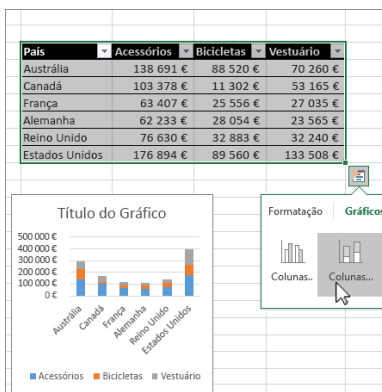 País Acessórios Bicicletas Vestuário
Austrália 138 691 € 88 520 € 70 260 €
Canadá 103 378 € 11 302 € 53 165 €
França 63 407 € 25 556 € 27 035 €
Alemanha 62 233 € 28 054 € 23 565 €
Reino Unido 76 630 € 32 883 € 32 240 €
Estados Unidos 176 894 € 89 560 € 133 508 €
Título do Gráfico
500 000 €
400 000 €
300 000 €
200 000 €
100 000 €
0 €
Austrália
Canadá
França
Alemanha
Reino Unido
Estados Unidos
Acessórios Bicicletas Vestuário
Formatação Gráficos
Colunas.. Colunas...